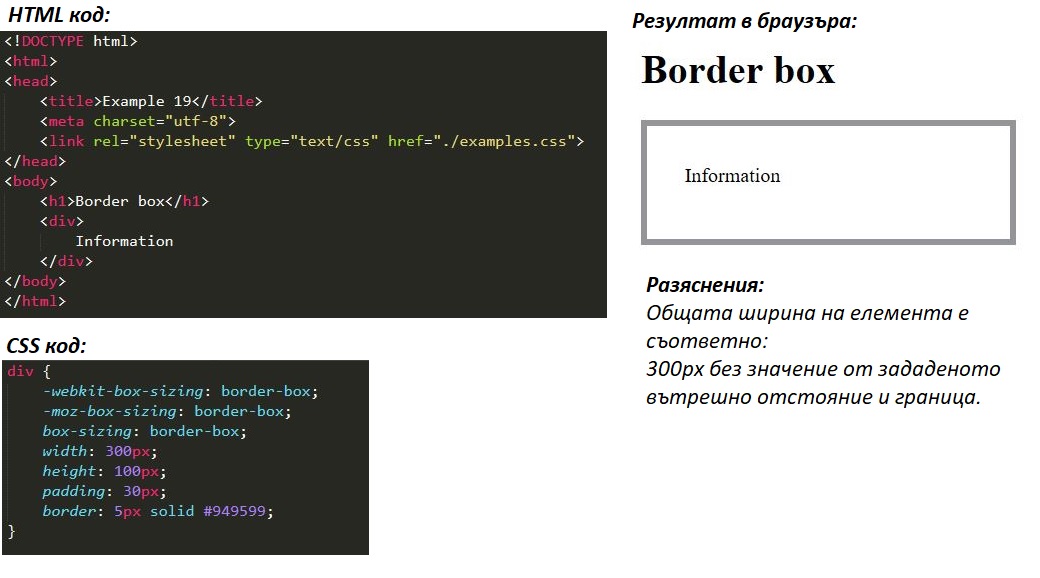 HTML код:
<!DOCTYPE html>
<html>
<head>
    <title>Example 19</title>
    <meta charset="utf-8">
    <link rel="stylesheet" type="text/css" href="./examples.css">
</head>
<body>
    <h1>Border box</h1>
    <div>
        Information
    </div>
</body>
</html>
CSS код:
div {
    -webkit-box-sizing: border-box;
    -moz-box-sizing: border-box;
    box-sizing: border-box;
    width: 300px;
    height: 100px;
    padding: 30px;
    border: 5px solid #949599;
}
Резултат в браузъра:
Border box
Information
Разяснения:
Общата ширина на елемента е
съответно:
300px без значение от зададеното
вътрешно отстояние и граница.